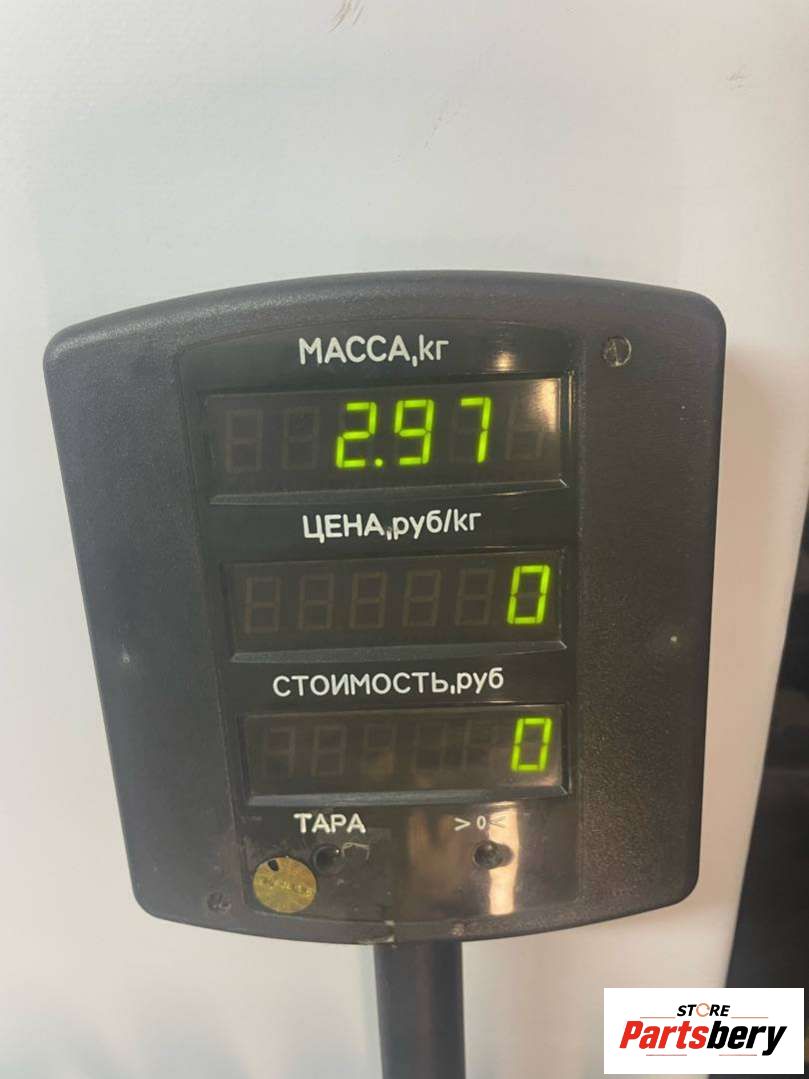 МАССА,кг
2.97
ЦЕНА,руб/кг
0
СТОИМОСТЬ,руб
0
ТАРА >0<
STORE
Partsbery